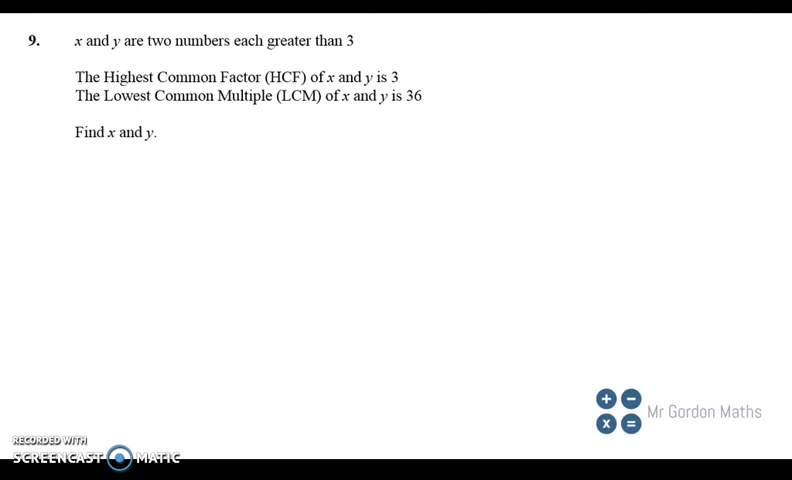 9. x and y are two numbers each greater than 3
The Highest Common Factor (HCF) of x and y is 3
The Lowest Common Multiple (LCM) of x and y is 36
Find x and y.
+ −
x =
Mr Gordon Maths
RECORDED WITH
SCREENCAST MATIC